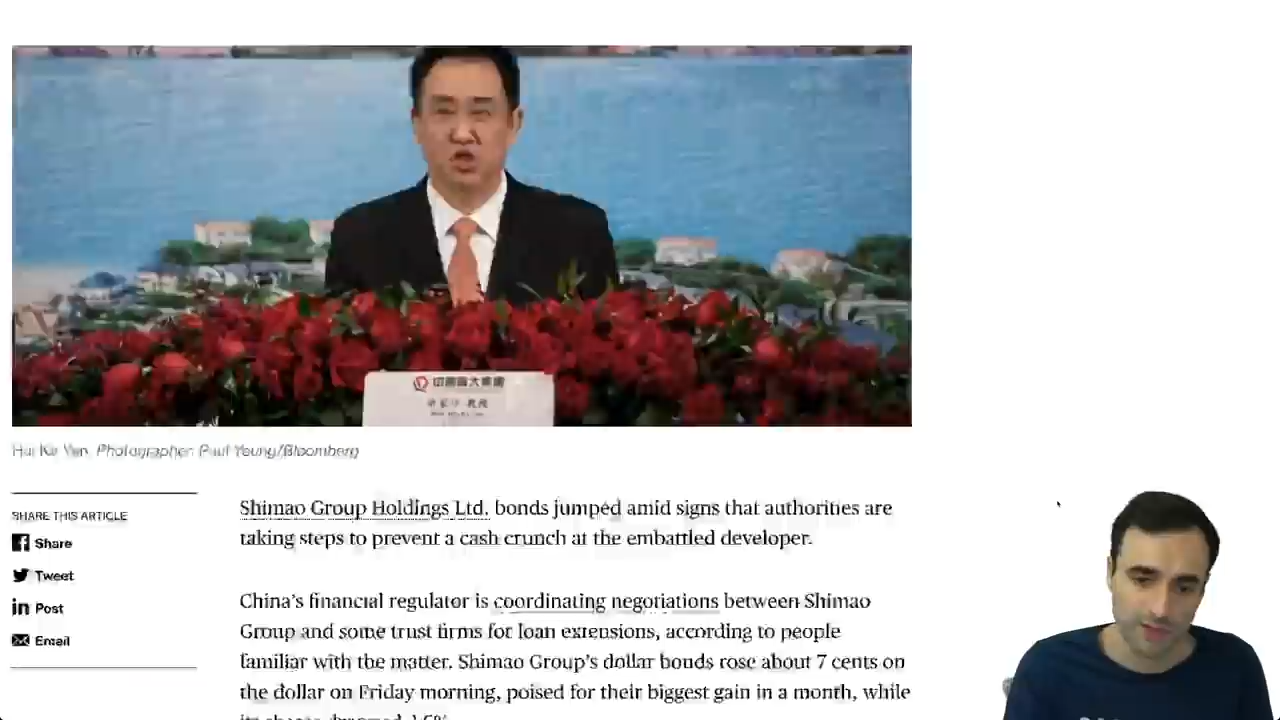 Photographer: Paul Yeung/Bloomberg
SHARE THIS ARTICLE
Share
Tweet
Post
Email
Shimao Group Holdings Ltd. bonds jumped amid signs that authorities are
taking steps to prevent a cash crunch at the embattled developer.
China's financial regulator is coordinating negotiations between Shimao
Group and some trust firms for loan extensions, according to people
familiar with the matter. Shimao Group's dollar bonds rose about 7 cents on
the dollar on Friday morning, poised for their biggest gain in a month, while